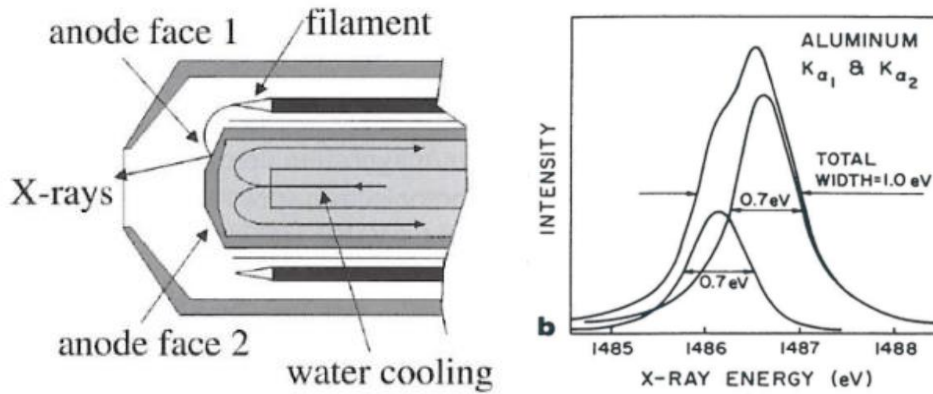 anode face 1
filament
X-rays
anode face 2
water cooling
ALUMINUM
Kα1 & Kα2
TOTAL
WIDTH=1.0 eV
0.7eV
0.7eV
INTENSITY
b
1485
1486
1487
1488
X-RAY ENERGY (eV)